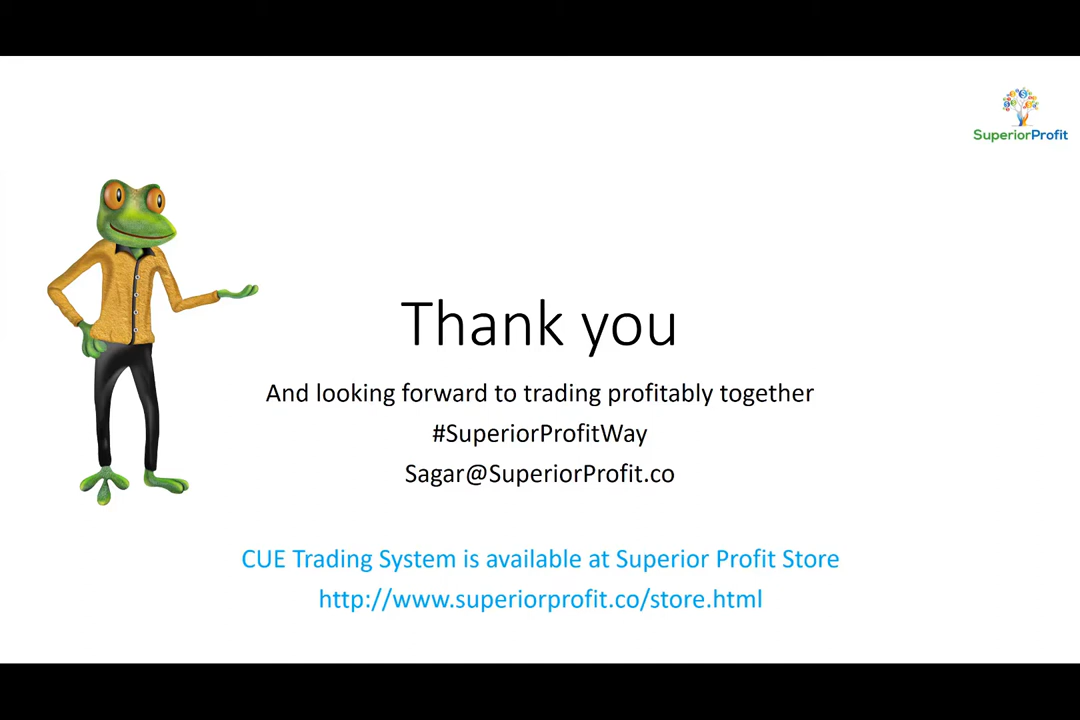 SuperiorProfit
Thank you
And looking forward to trading profitably together
#SuperiorProfitWay
Sagar@SuperiorProfit.co
CUE Trading System is available at Superior Profit Store
http://www.superiorprofit.co/store.html